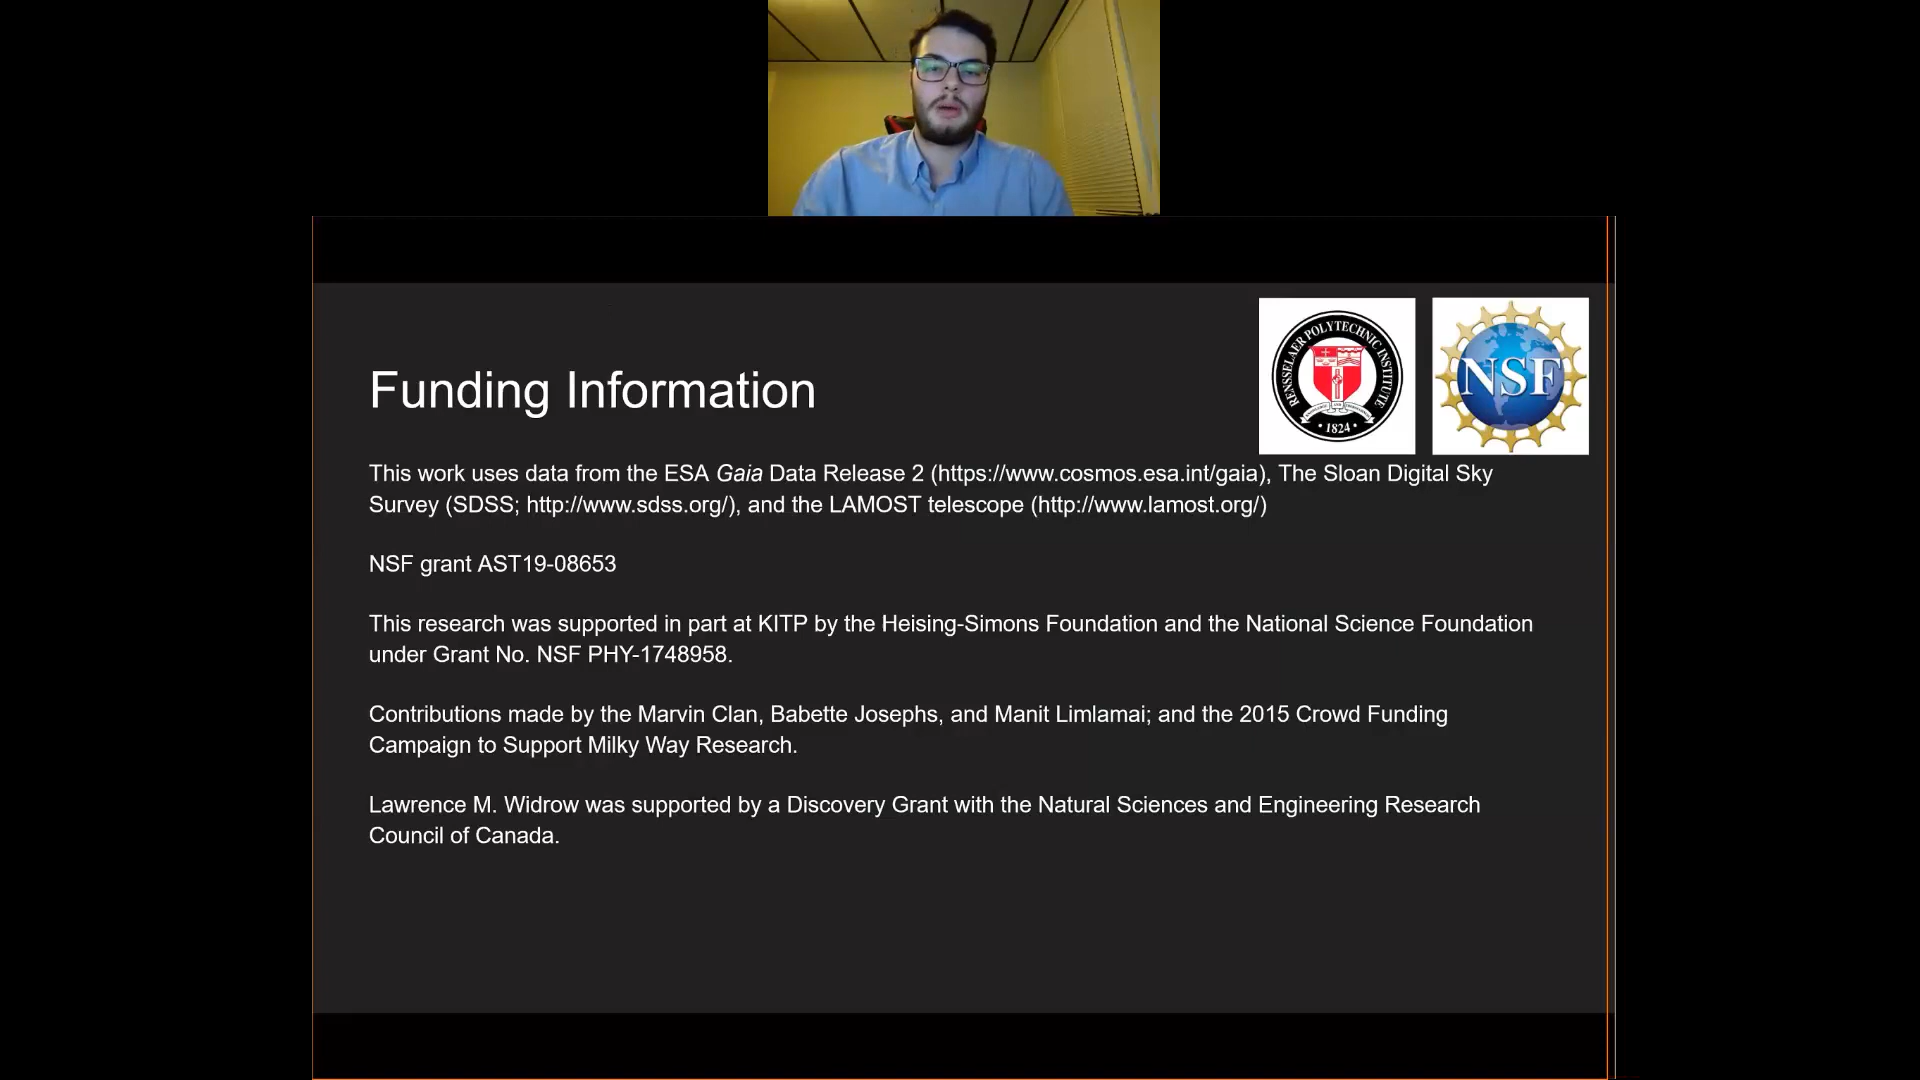 RENSSELAER POLYTECHNIC INSTITUTE
1824
NSF
Funding Information
This work uses data from the ESA Gaia Data Release 2 (https://www.cosmos.esa.int/gaia), The Sloan Digital Sky
Survey (SDSS; http://www.sdss.org/), and the LAMOST telescope (http://www.lamost.org/)
NSF grant AST19-08653
This research was supported in part at KITP by the Heising-Simons Foundation and the National Science Foundation
under Grant No. NSF PHY-1748958.
Contributions made by the Marvin Clan, Babette Josephs, and Manit Limlamai; and the 2015 Crowd Funding
Campaign to Support Milky Way Research.
Lawrence M. Widrow was supported by a Discovery Grant with the Natural Sciences and Engineering Research
Council of Canada.